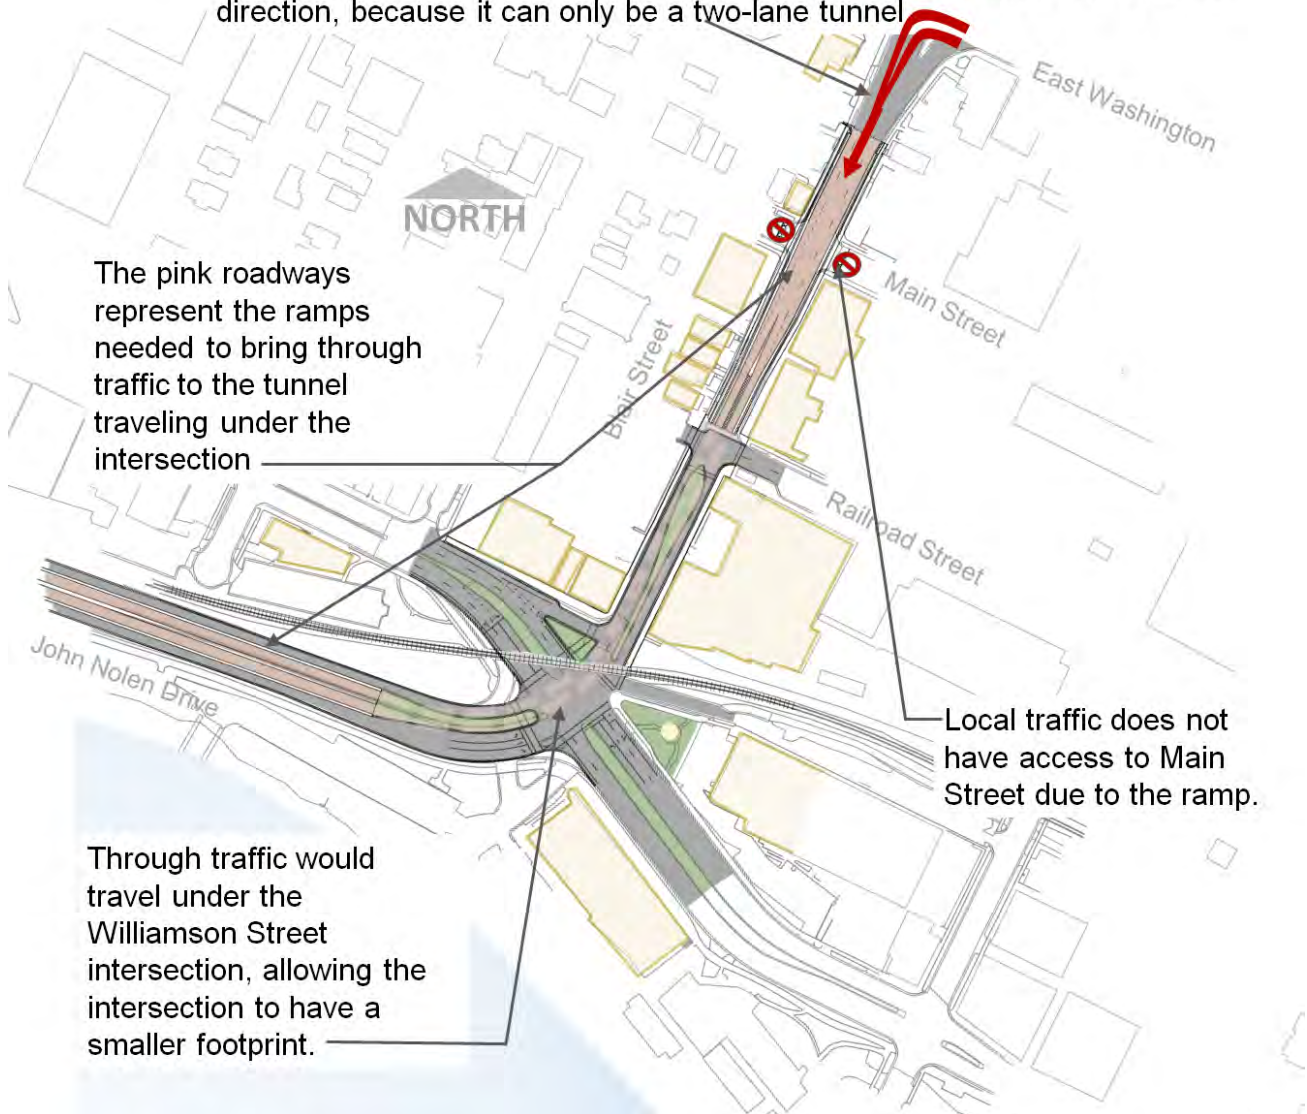 direction, because it can only be a two-lane tunnel
East Washington
NORTH
The pink roadways
represent the ramps
needed to bring through
traffic to the tunnel
traveling under the
intersection
Main Street
Blair Street
Railroad Street
John Nolen Drive
Local traffic does not
have access to Main
Street due to the ramp.
Through traffic would
travel under the
Williamson Street
intersection, allowing the
intersection to have a
smaller footprint.